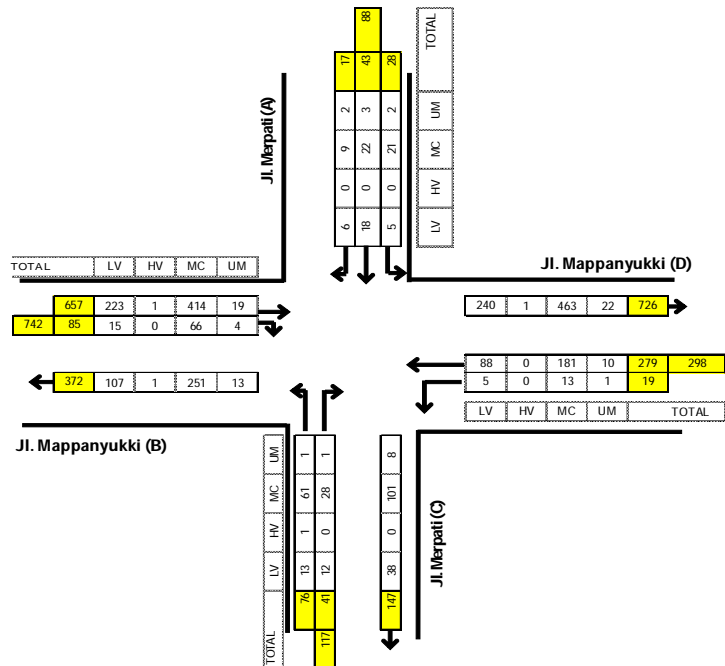 88
17 43 28 TOTAL
2 3 2 UM
9 22 21 MC
0 0 0 HV
6 18 5 LV
Jl. Merpati (A)
TOTAL LV HV MC UM
657 223 1 414 19
742 85 15 0 66 4
372 107 1 251 13
Jl. Mappanyukki (B)
Jl. Mappanyukki (D)
240 1 463 22 726
88 0 181 10 279 298
5 0 13 1 19
LV HV MC UM TOTAL
UM 1 1 8
MC 61 28 101
HV 1 0 0
LV 13 12 38
TOTAL 76 41 147
117
Jl. Merpati (C)